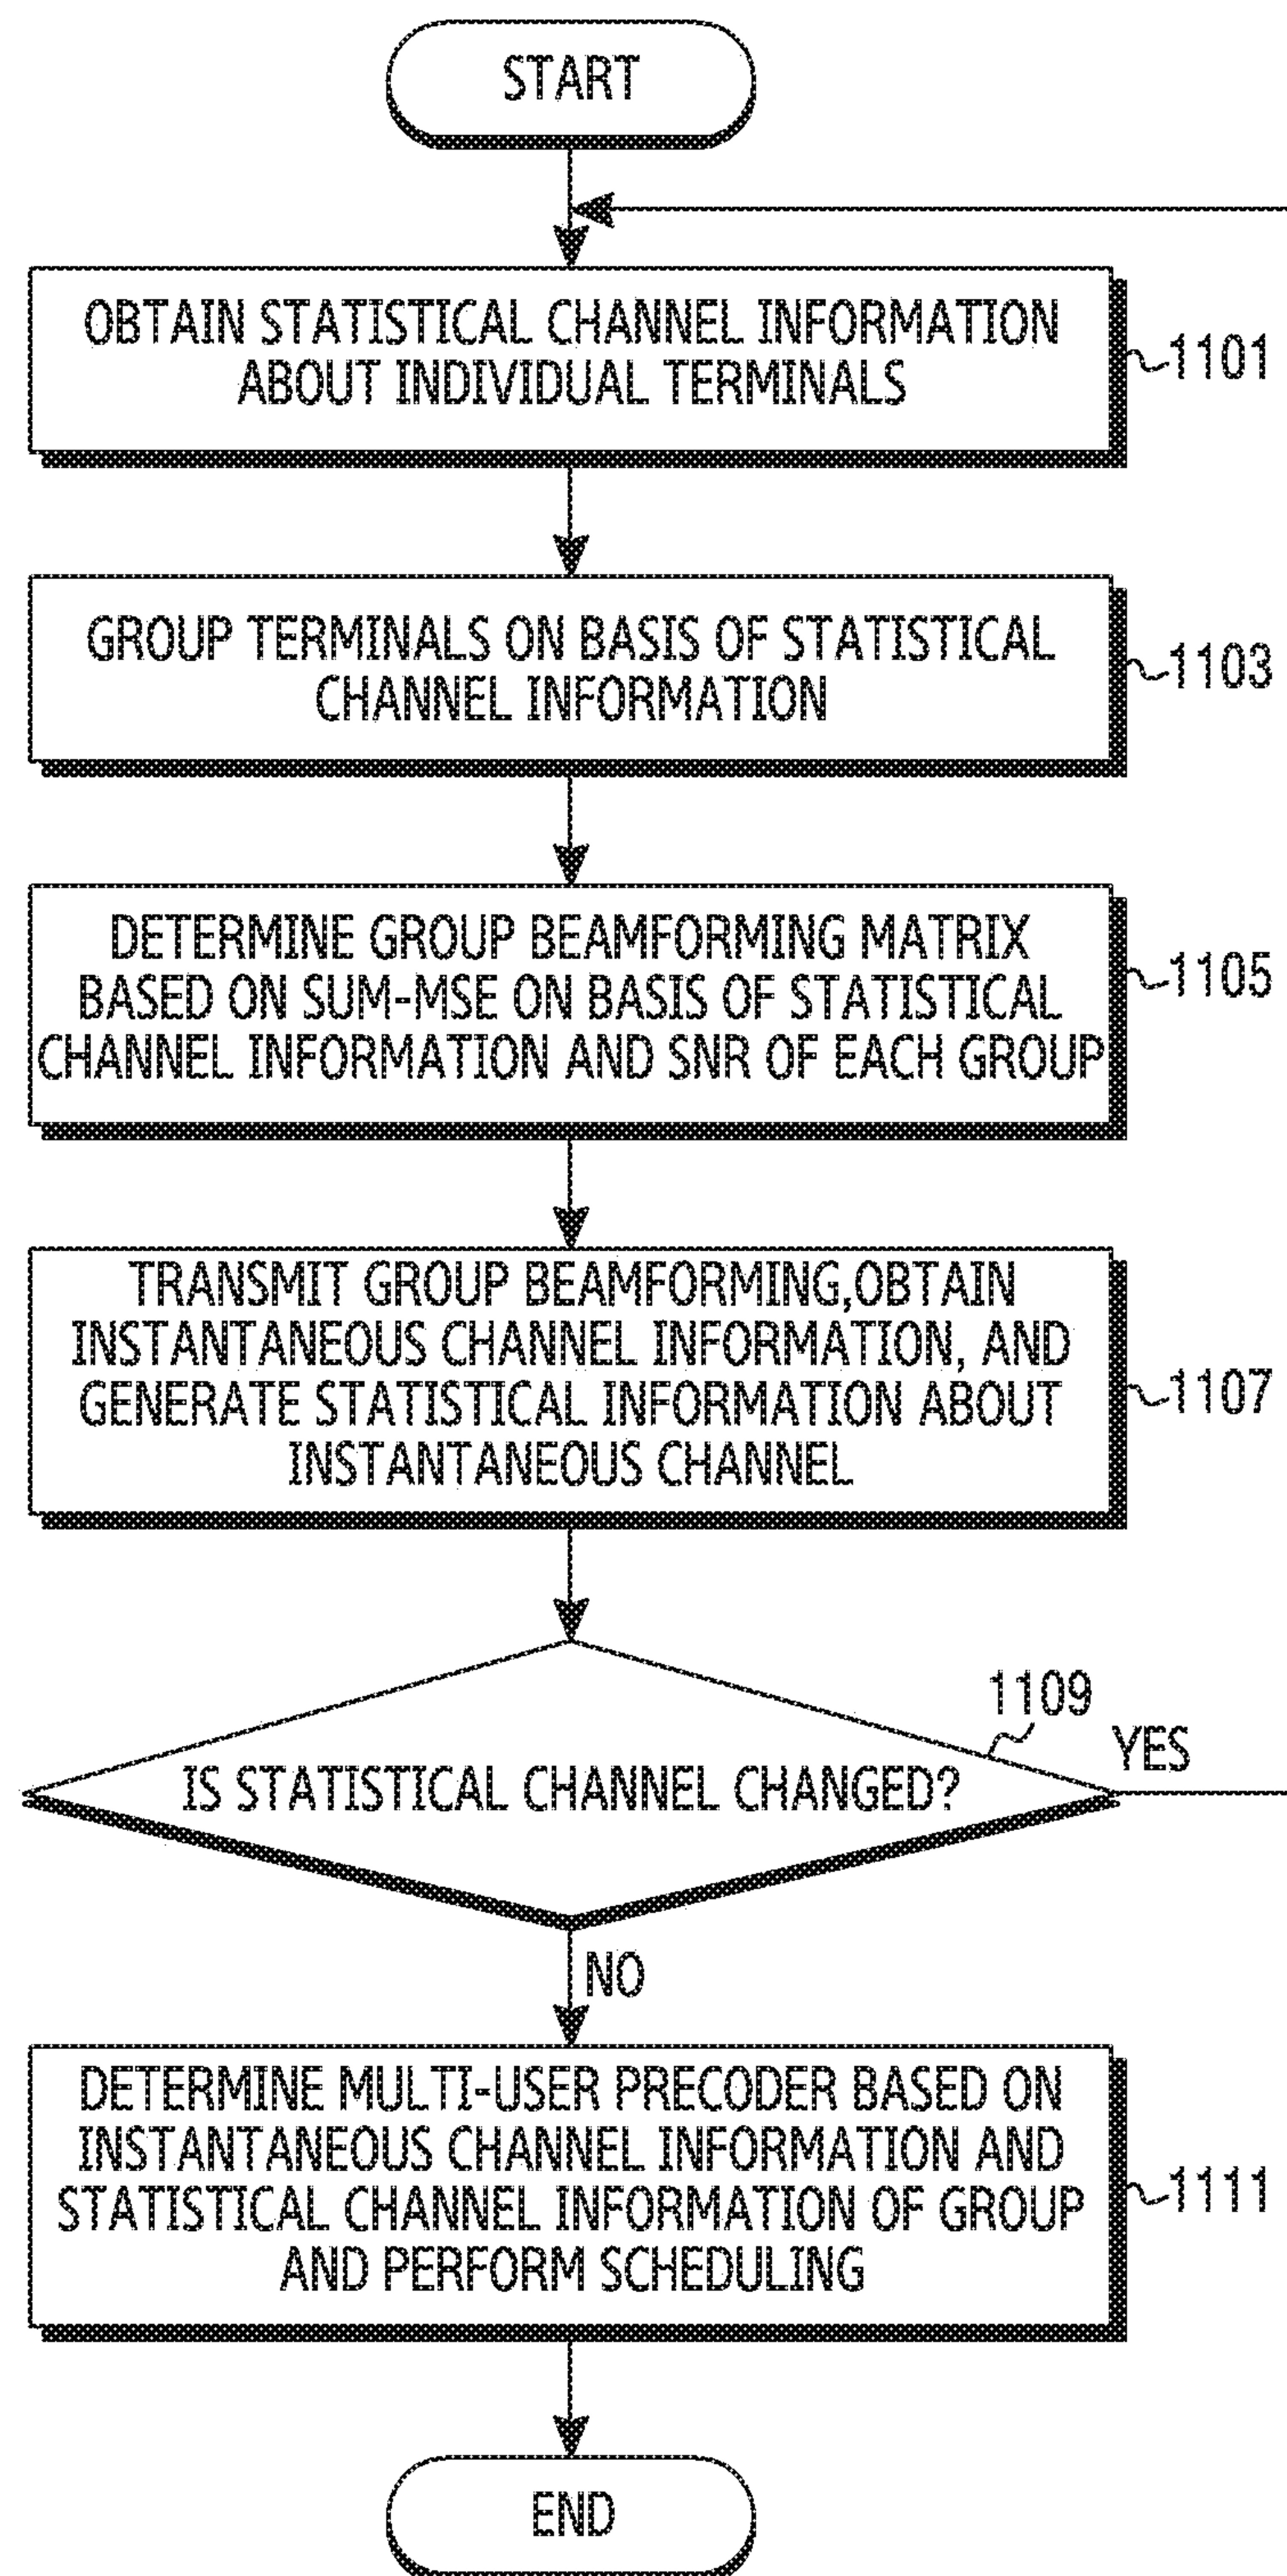 START
OBTAIN STATISTICAL CHANNEL INFORMATION
ABOUT INDIVIDUAL TERMINALS
1101
GROUP TERMINALS ON BASIS OF STATISTICAL
CHANNEL INFORMATION
1103
DETERMINE GROUP BEAMFORMING MATRIX
BASED ON SUM-MSE ON BASIS OF STATISTICAL
CHANNEL INFORMATION AND SNR OF EACH GROUP
1105
TRANSMIT GROUP BEAMFORMING,OBTAIN
INSTANTANEOUS CHANNEL INFORMATION, AND
GENERATE STATISTICAL INFORMATION ABOUT
INSTANTANEOUS CHANNEL
1107
1109
YES
IS STATISTICAL CHANNEL CHANGED?
NO
DETERMINE MULTI-USER PRECODER BASED ON
INSTANTANEOUS CHANNEL INFORMATION AND
STATISTICAL CHANNEL INFORMATION OF GROUP
AND PERFORM SCHEDULING
1111
END